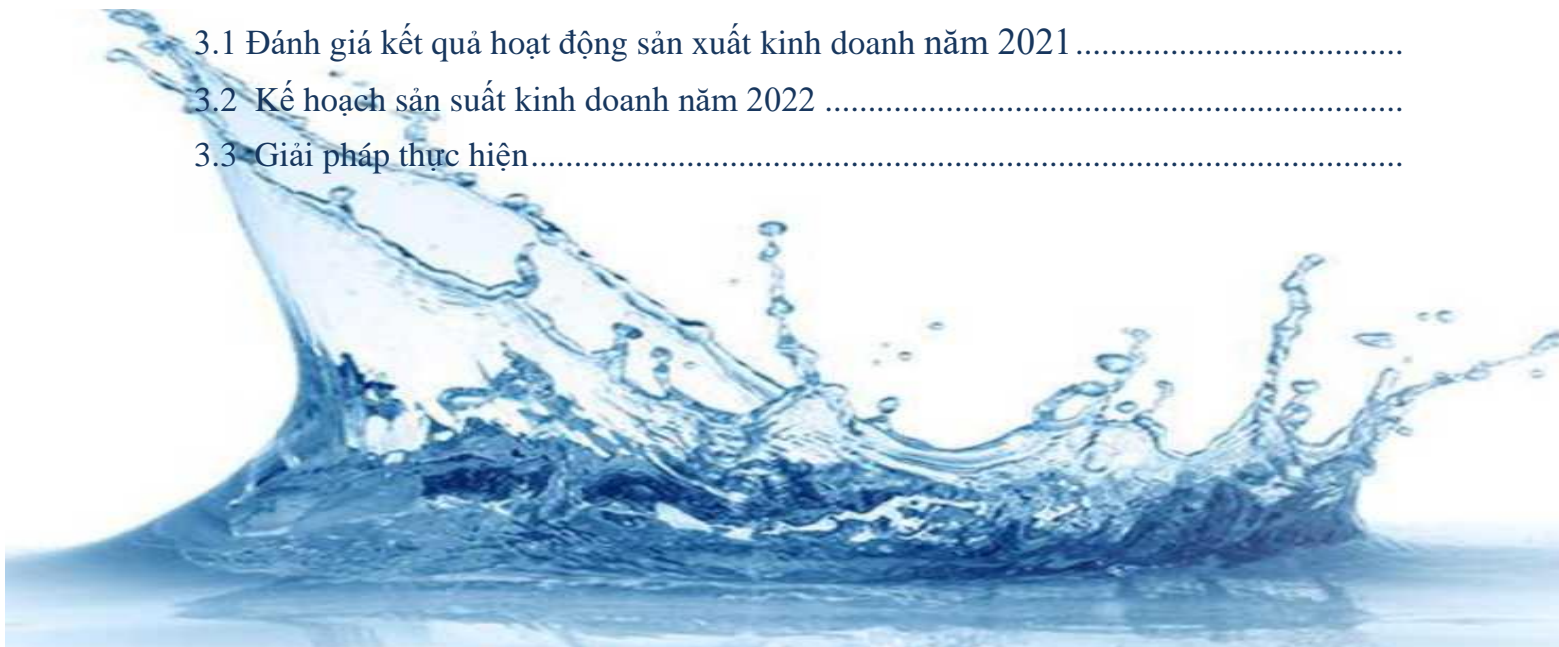 3.1 Đánh giá kết quả hoạt động sản xuất kinh doanh năm 2021......................................
3.2 Kế hoạch sản suất kinh doanh năm 2022 ...................................................................
3.3 Giải pháp thực hiện.....................................................................................................